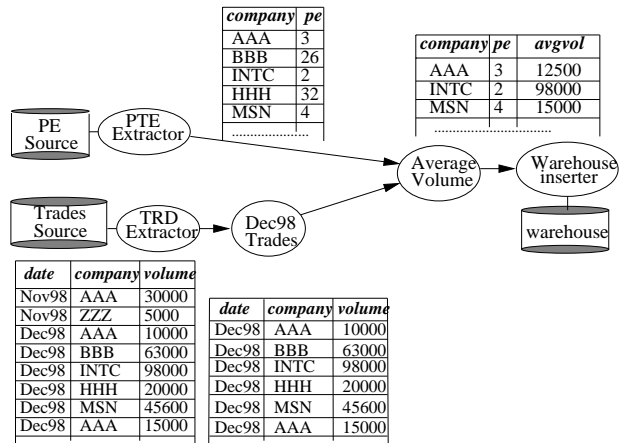 company pe
AAA 3
BBB 26
INTC 2
HHH 32
MSN 4
.......................
company pe avgvol
AAA 3 12500
INTC 2 98000
MSN 4 15000
.................................
PE
Source
PTE
Extractor
Average
Volume
Warehouse
inserter
warehouse
Trades
Source
TRD
Extractor
Dec98
Trades
date company volume
Nov98 AAA 30000
Nov98 ZZZ 5000
Dec98 AAA 10000
Dec98 BBB 63000
Dec98 INTC 98000
Dec98 HHH 20000
Dec98 MSN 45600
Dec98 AAA 15000
date company volume
Dec98 AAA 10000
Dec98 BBB 63000
Dec98 INTC 98000
Dec98 HHH 20000
Dec98 MSN 45600
Dec98 AAA 15000